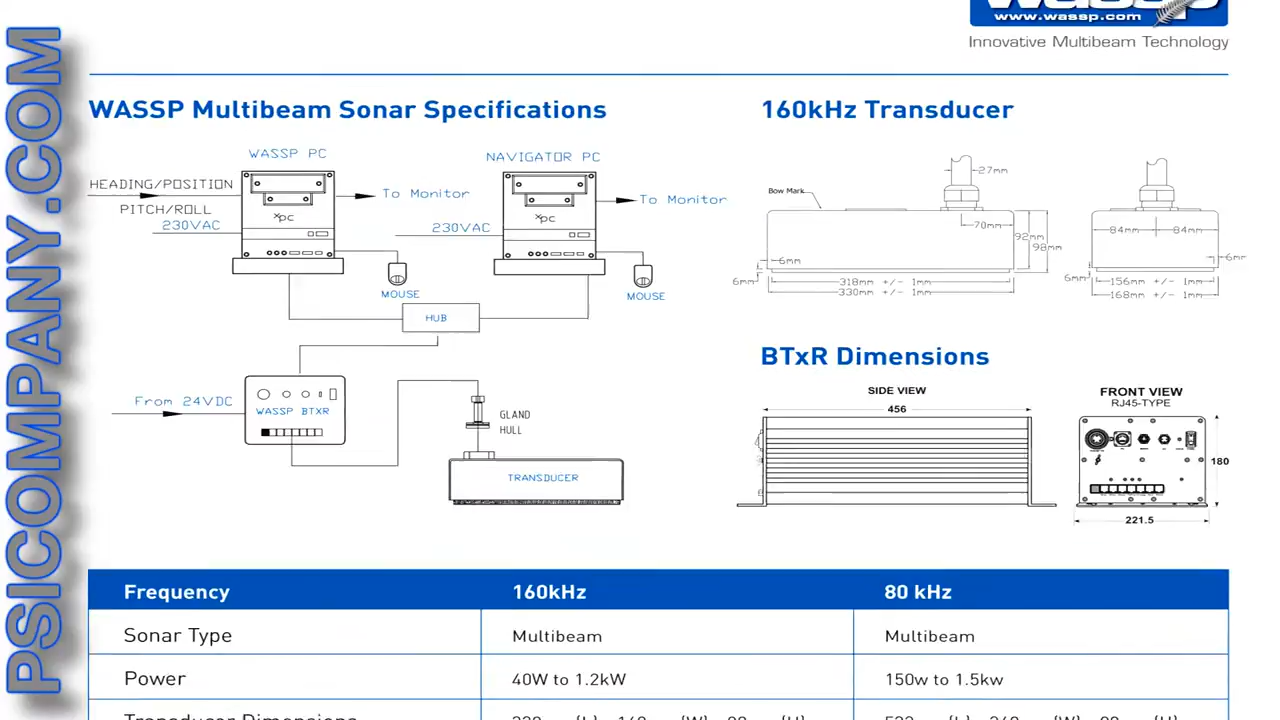 wassp
www.wassp.com
Innovative Multibeam Technology
PSICOMPANY.COM
WASSP Multibeam Sonar Specifications
WASSP PC
NAVIGATOR PC
HEADING/POSITION
To Monitor
To Monitor
PITCH/ROLL
230VAC
xpc
230VAC
xpc
MOUSE
MOUSE
HUB
From 24VDC
WASSP BTXR
GLAND
HULL
TRANSDUCER
160kHz Transducer
27mm
Bow Mark
70mm
92mm
98mm
6mm
6mm
318mm +/- 1mm
330mm +/- 1mm
84mm
84mm
6mm
6mm
156mm +/- 1mm
168mm +/- 1mm
BTxR Dimensions
SIDE VIEW
456
FRONT VIEW
RJ45-TYPE
180
221.5
Frequency 160kHz 80 kHz
Sonar Type Multibeam Multibeam
Power 40W to 1.2kW 150w to 1.5kw
Transducer Dimensions